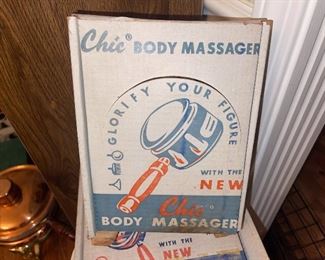 Chic® BODY MASSAGER
GLORIFY YOUR FIGURE
WITH THE
NEW
Chic®
BODY MASSAGER
WITH THE
NEW